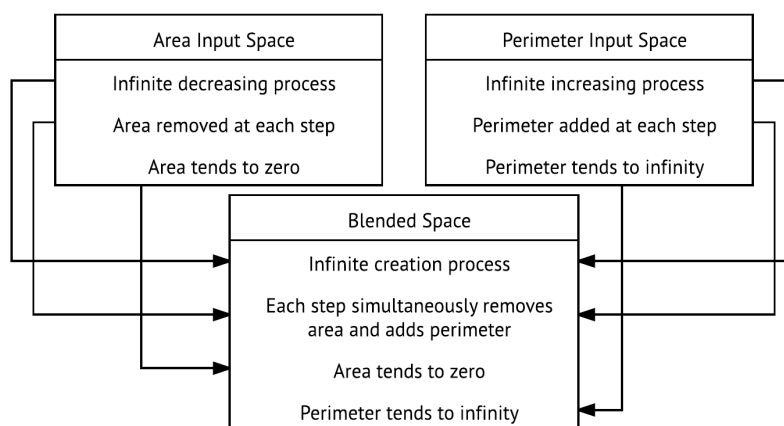 Area Input Space
Infinite decreasing process
Area removed at each step
Area tends to zero
Perimeter Input Space
Infinite increasing process
Perimeter added at each step
Perimeter tends to infinity
Blended Space
Infinite creation process
Each step simultaneously removes
area and adds perimeter
Area tends to zero
Perimeter tends to infinity